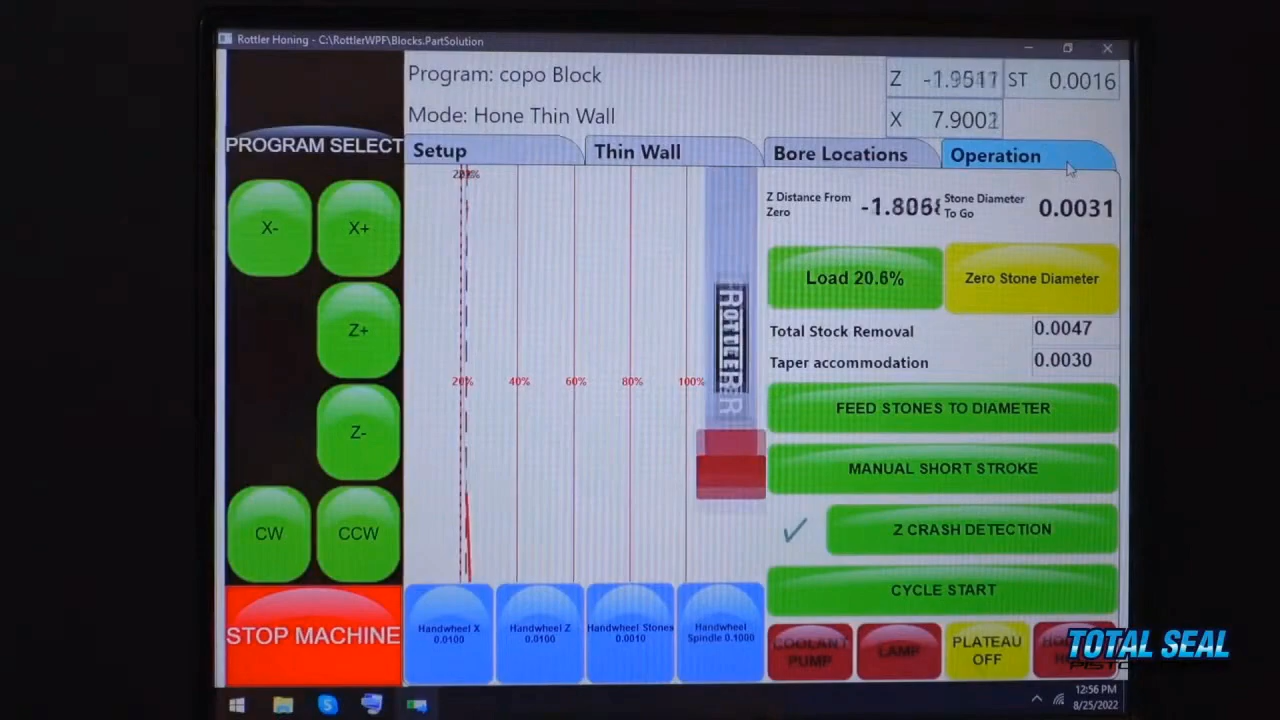 Rottler Honing - C:\RottlerWPF\Blocks.PartSolution
Program: copo Block
Mode: Hone Thin Wall
Z
ST 0.0016
X
PROGRAM SELECT
Setup
Thin Wall
Bore Locations
Operation
X-
X+
Z+
Z-
CW
CCW
STOP MACHINE
20% 40% 60% 80% 100%
ROTTLER
Z Distance From
Zero
Stone Diameter
To Go
0.0031
Load 20.6%
Zero Stone Diameter
Total Stock Removal 0.0047
Taper accommodation 0.0030
FEED STONES TO DIAMETER
MANUAL SHORT STROKE
Z CRASH DETECTION
CYCLE START
Handwheel X
0.0100
Handwheel Z
0.0100
Handwheel Stones
0.0010
Handwheel
Spindle 0.1000
COOLANT
PUMP
LAMP
PLATEAU
OFF
TOTAL SEAL
12:56 PM
8/25/2022